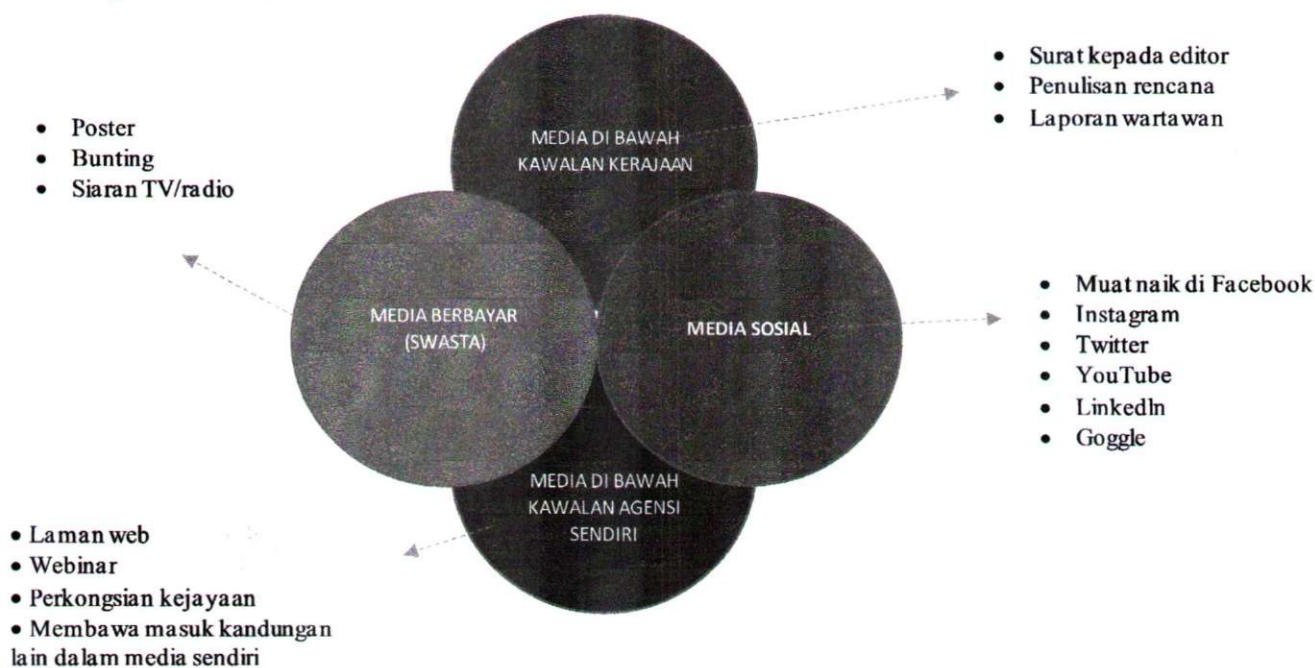 MEDIA DI BAWAH
KAWALAN KERAJAAN
• Surat kepada editor
• Penulisan rencana
• Laporan wartawan
• Poster
• Bunting
• Siaran TV/radio
MEDIA BERBAYAR
(SWASTA)
MEDIA SOSIAL
• Muat naik di Facebook
• Instagram
• Twitter
• YouTube
• LinkedIn
• Goggle
MEDIA DI BAWAH
KAWALAN AGENSI
SENDIRI
• Laman web
• Webinar
• Perkongsian kejayaan
• Membawa masuk kandungan
lain dalam media sendiri